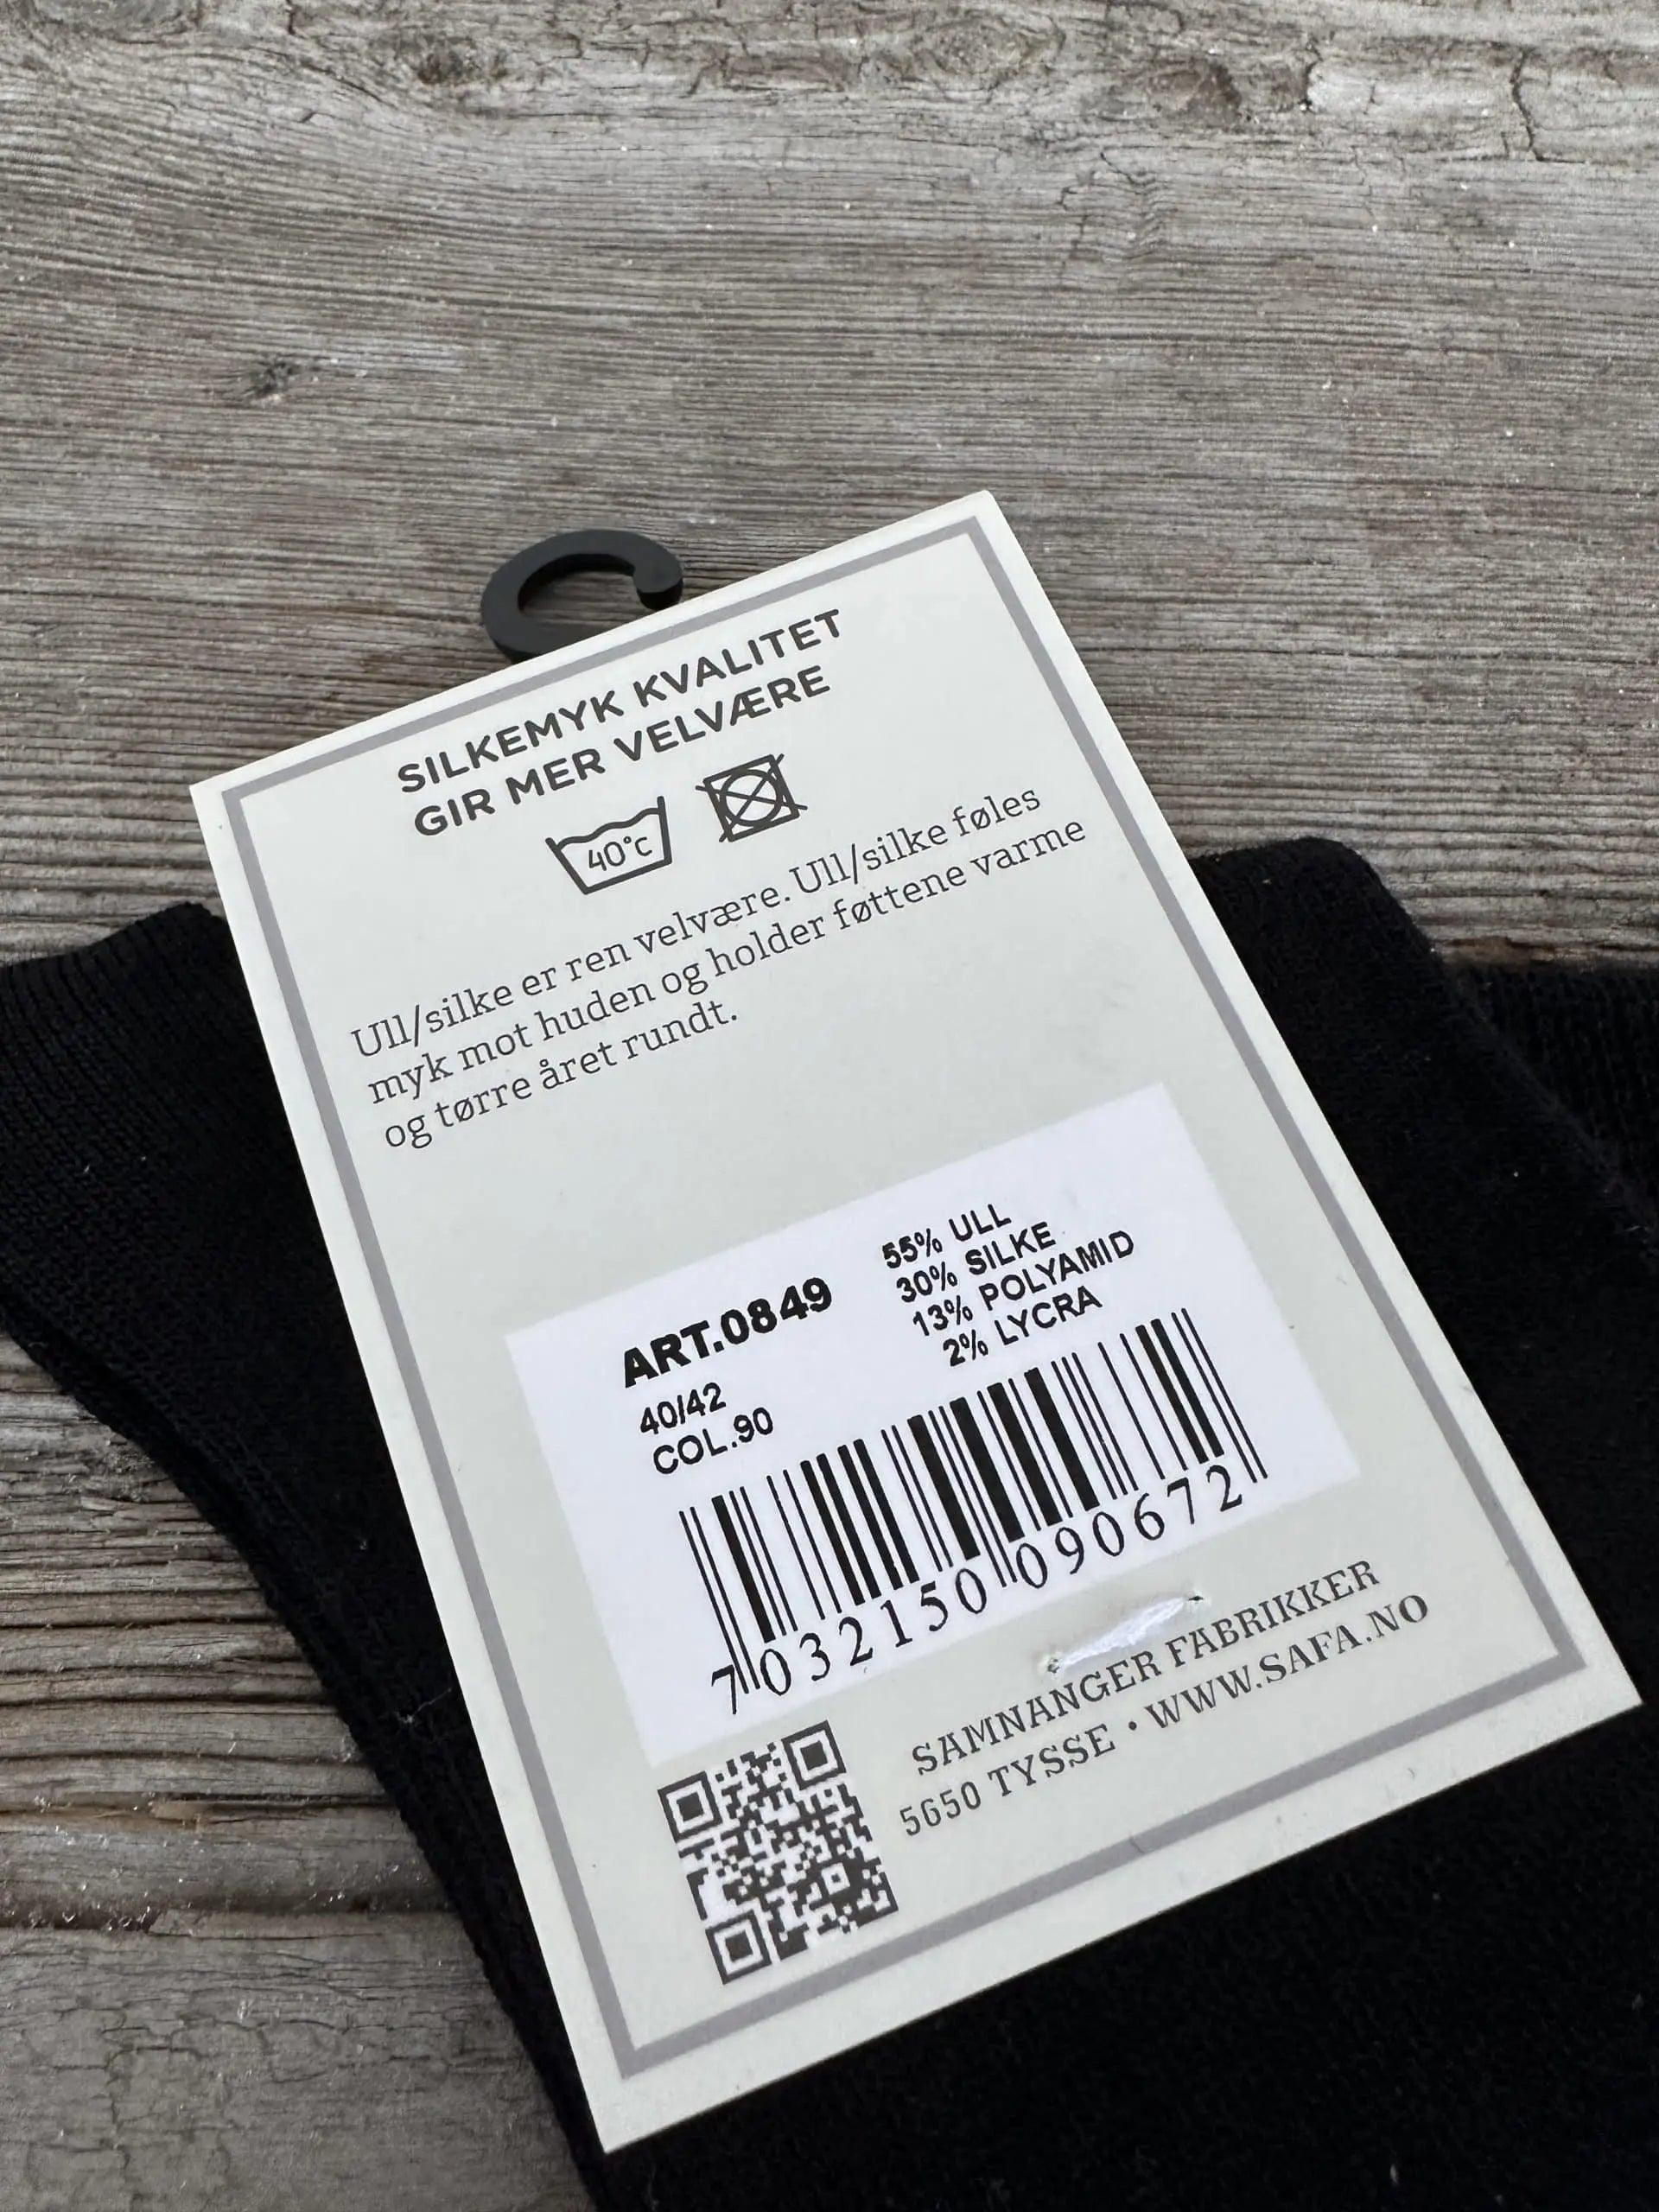 SILKEMYK KVALITET
GIR MER VELVÆRE
40°C
Ull/silke er ren velvære. Ull/silke føles
myk mot huden og holder føttene varme
og tørre året rundt.
ART.0849
40/42
COL.90
55% ULL
30% SILKE
13% POLYAMID
2% LYCRA
7032150090672
SAMNANGER FABRIKKER
5650 TYSSE • WWW.SAFA.NO